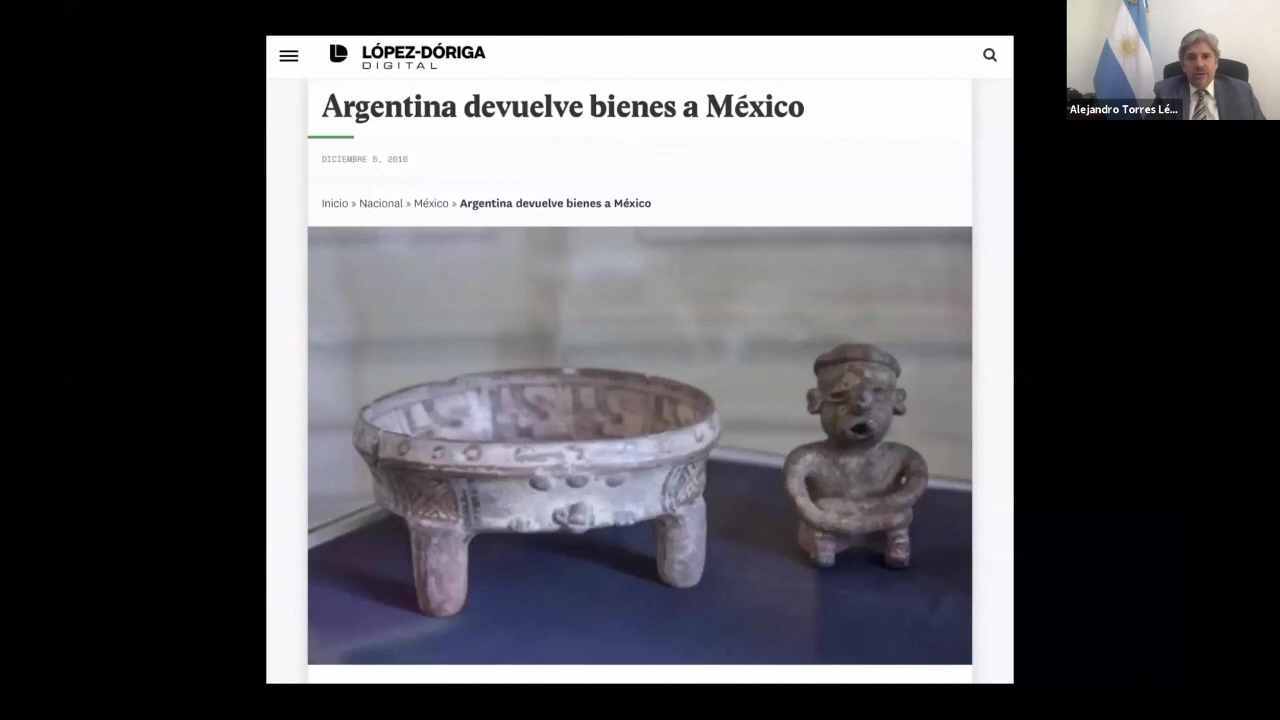 LÓPEZ-DÓRIGA
DIGITAL
Argentina devuelve bienes a México
DICIEMBRE 5, 2016
Inicio » Nacional » México » Argentina devuelve bienes a México
Alejandro Torres Lé...